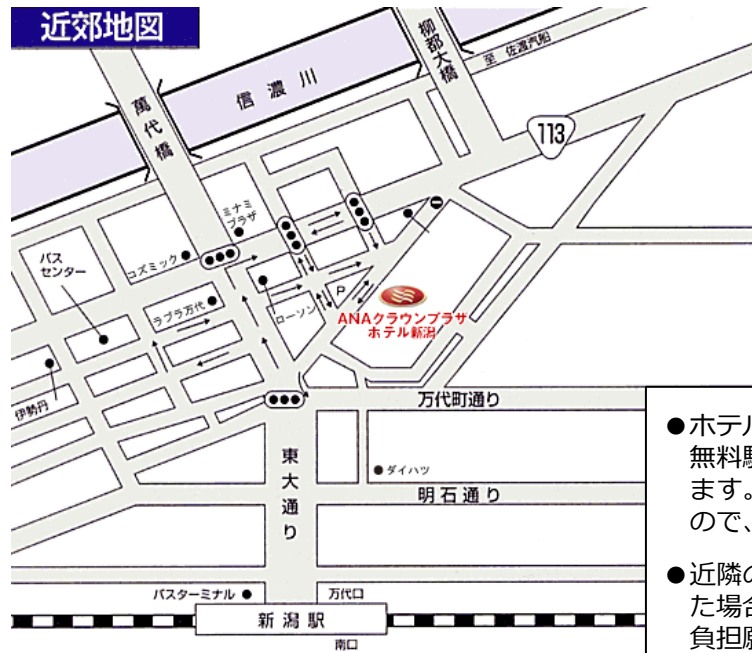 近郊地図
柳都大橋
至 佐渡汽船
信濃川
萬代橋
113
ミナミ
プラザ
コズミック
バス
センター
P
ラブラ万代
ローソン
ANAクラウンプラザ
ホテル新潟
伊勢丹
万代町通り
東大通り
●ダイハツ
明石通り
バスターミナル ●
万代口
新潟駅
南口
●ホテル
無料駐
ます。
ので、
●近隣の
た場合
負担願